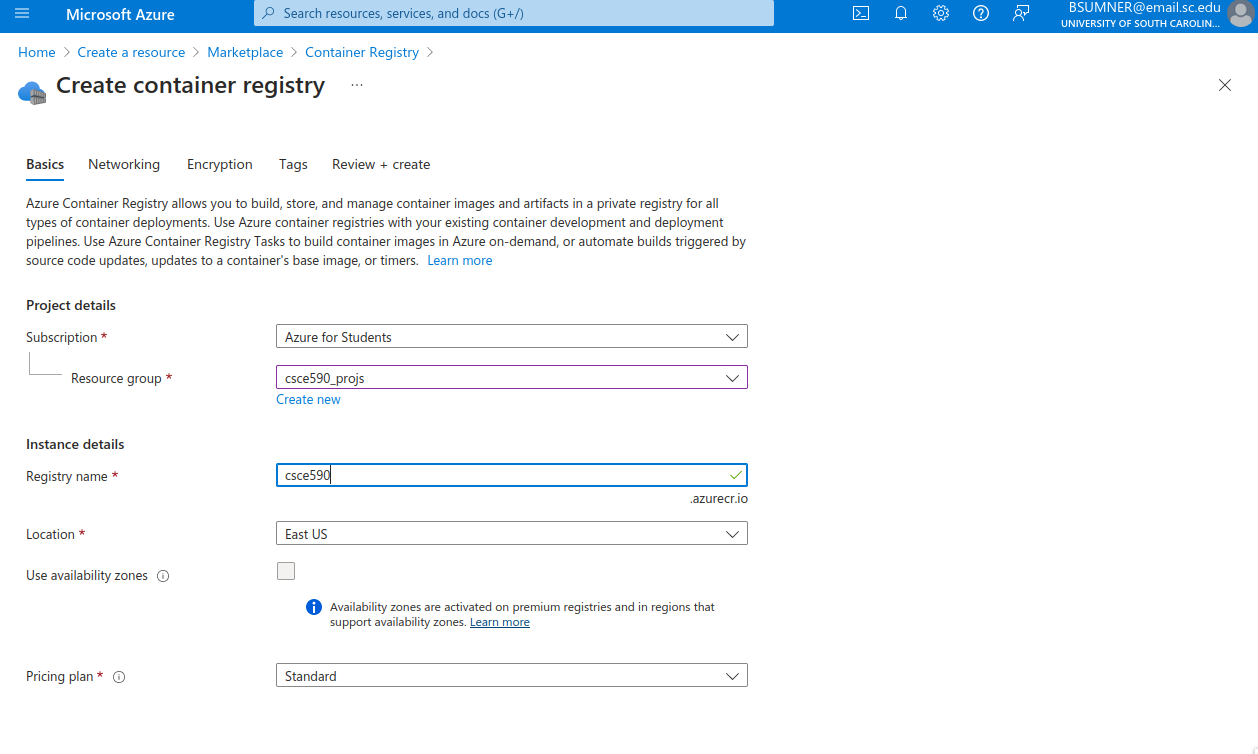 Microsoft Azure
Search resources, services, and docs (G+/)
BSUMNER@email.sc.edu
UNIVERSITY OF SOUTH CAROLIN...
Home > Create a resource > Marketplace > Container Registry >
Create container registry ...
Basics Networking Encryption Tags Review + create
Azure Container Registry allows you to build, store, and manage container images and artifacts in a private registry for all
types of container deployments. Use Azure container registries with your existing container development and deployment
pipelines. Use Azure Container Registry Tasks to build container images in Azure on-demand, or automate builds triggered by
source code updates, updates to a container's base image, or timers. Learn more
Project details
Subscription * Azure for Students
Resource group * csce590_projs
Create new
Instance details
Registry name * csce590
.azurecr.io
Location * East US
Use availability zones
Availability zones are activated on premium registries and in regions that
support availability zones. Learn more
Pricing plan * Standard